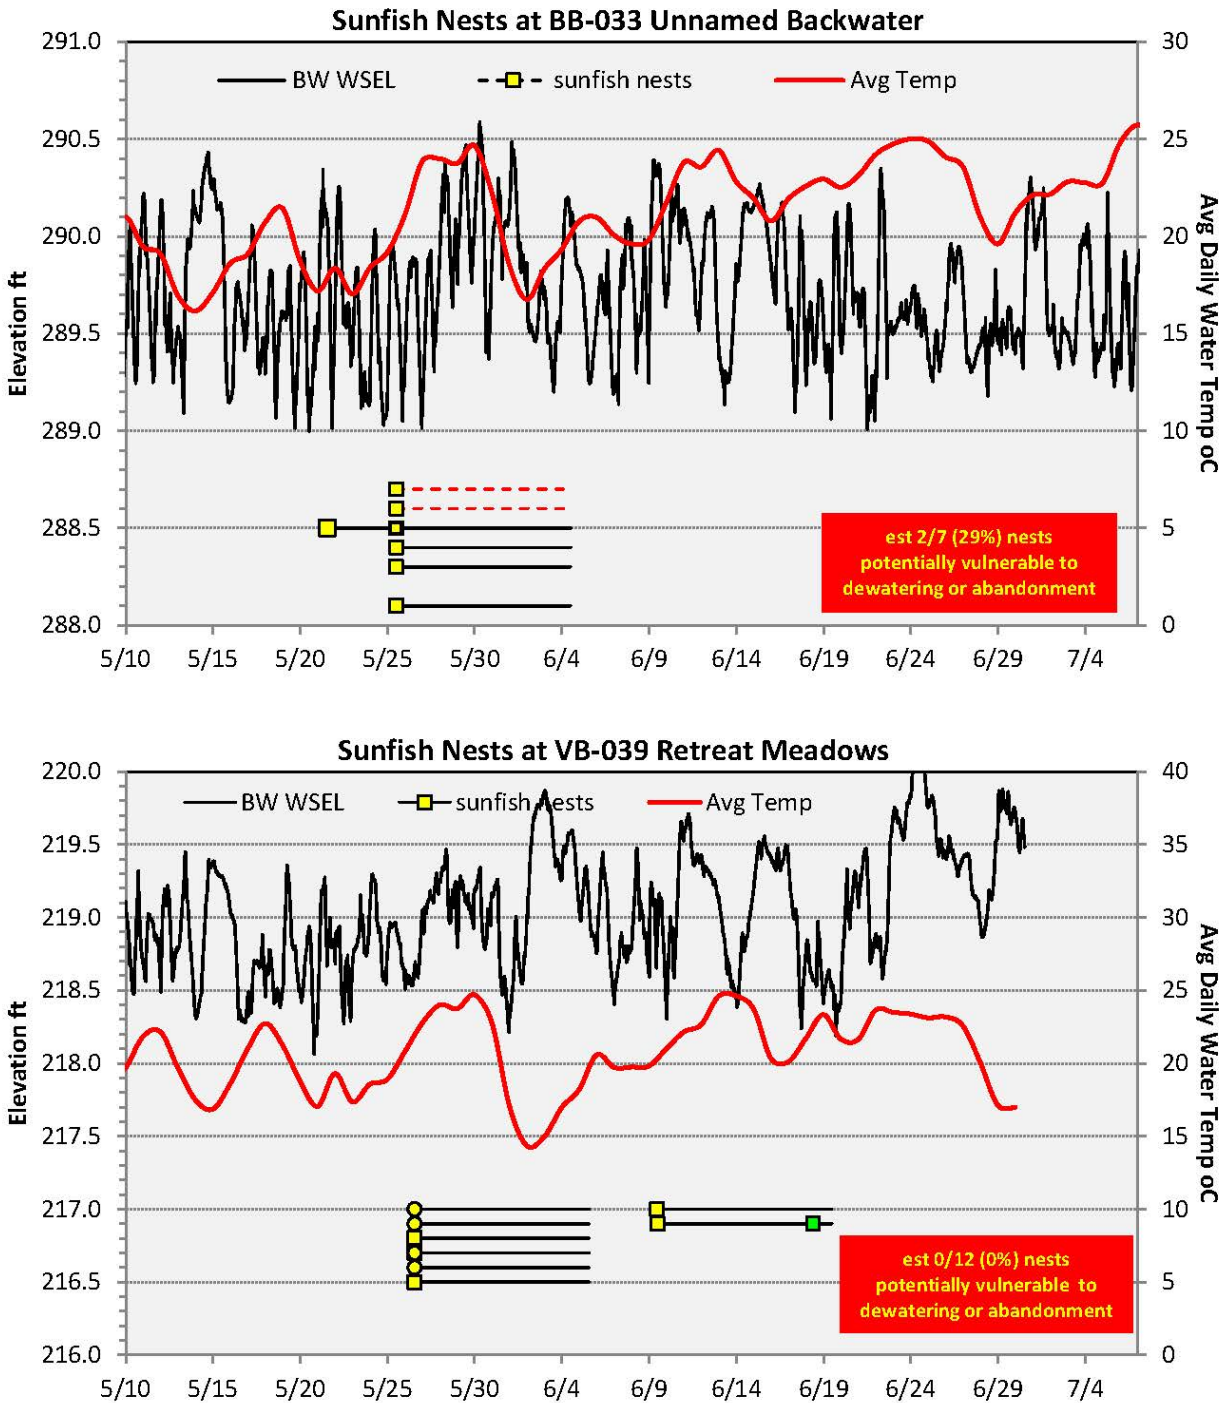 Sunfish Nests at BB-033 Unnamed Backwater
BW WSEL
sunfish nests
Avg Temp
Elevation ft
291.0
290.5
290.0
289.5
289.0
288.5
288.0
30
25
20
15
10
5
0
Avg Daily Water Temp oC
est 2/7 (29%) nests
potentially vulnerable to
dewatering or abandonment
5/10 5/15 5/20 5/25 5/30 6/4 6/9 6/14 6/19 6/24 6/29 7/4
Sunfish Nests at VB-039 Retreat Meadows
BW WSEL
sunfish nests
Avg Temp
Elevation ft
220.0
219.5
219.0
218.5
218.0
217.5
217.0
216.5
216.0
40
35
30
25
20
15
10
5
0
Avg Daily Water Temp oC
est 0/12 (0%) nests
potentially vulnerable to
dewatering or abandonment
5/10 5/15 5/20 5/25 5/30 6/4 6/9 6/14 6/19 6/24 6/29 7/4